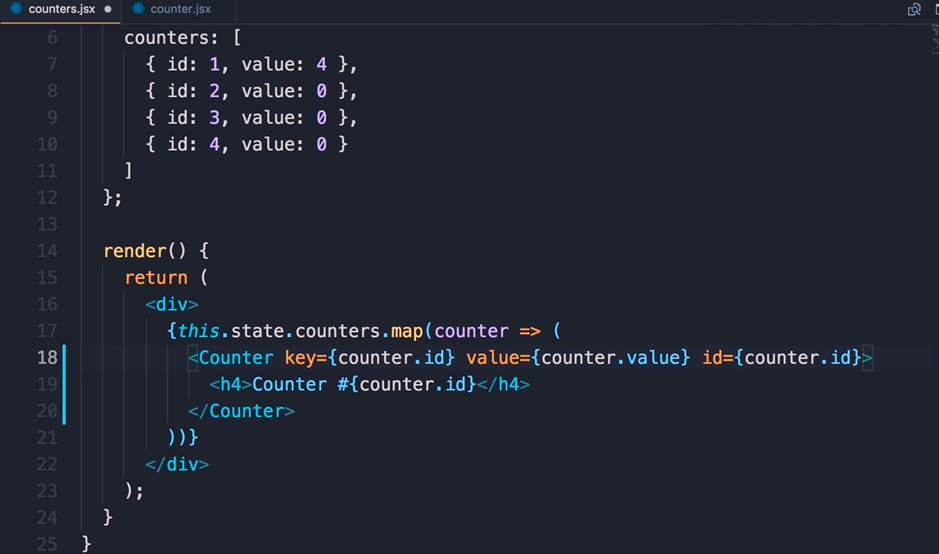 counters.jsx ● counter.jsx
6 counters: [
7 { id: 1, value: 4 },
8 { id: 2, value: 0 },
9 { id: 3, value: 0 },
10 { id: 4, value: 0 }
11 ]
12 };
13
14 render() {
15 return (
16 <div>
17 {this.state.counters.map(counter => (
18 <Counter key={counter.id} value={counter.value} id={counter.id}>
19 <h4>Counter #{counter.id}</h4>
20 </Counter>
21 ))}
22 </div>
23 );
24 }
25 }